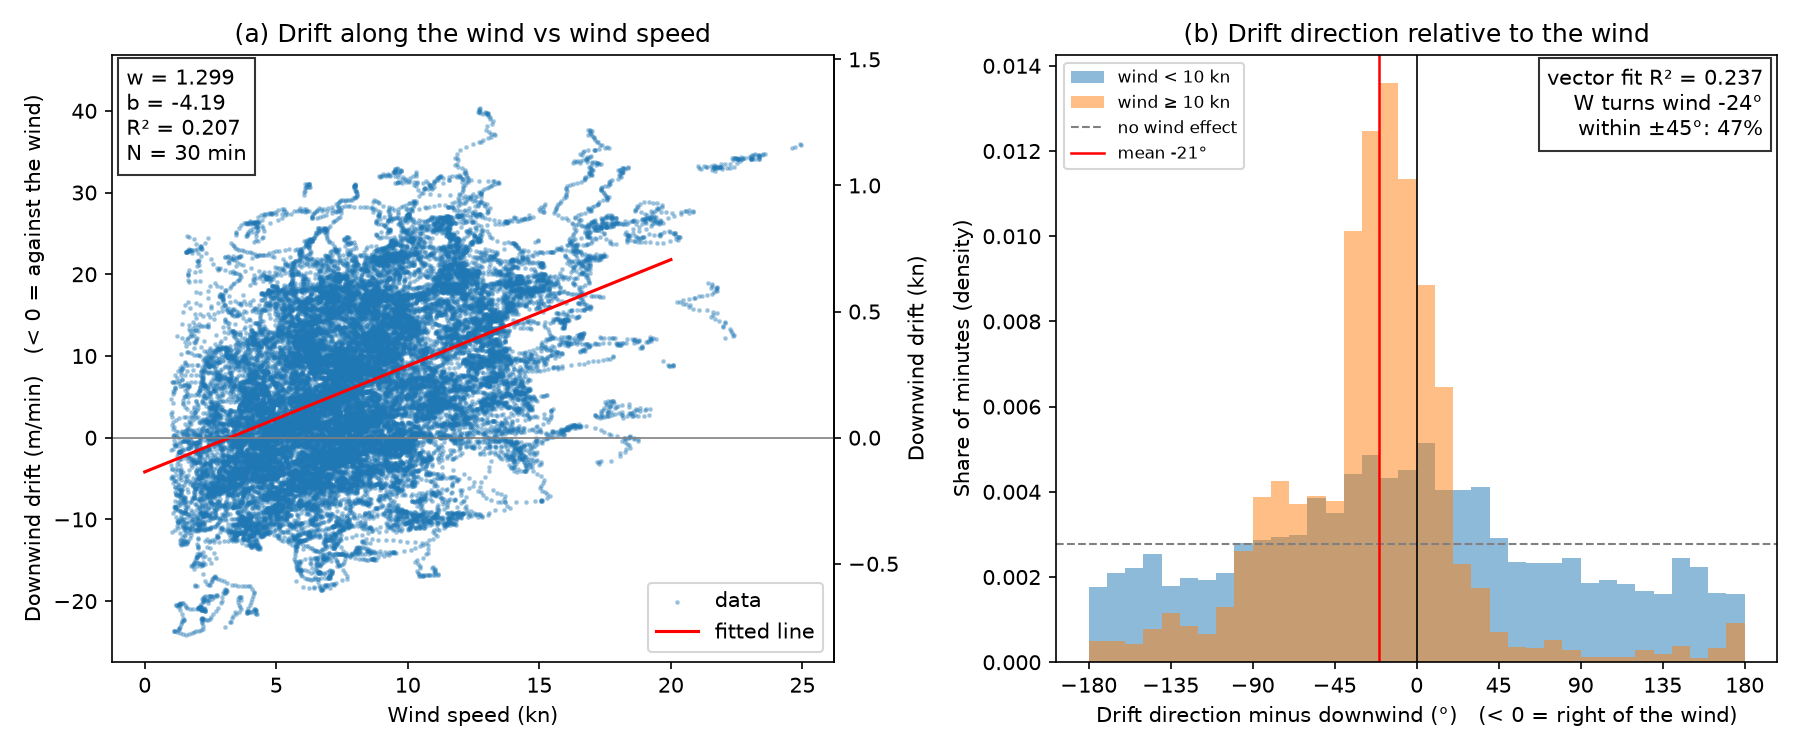 (a) Drift along the wind vs wind speed
w = 1.299
b = -4.19
R² = 0.207
N = 30 min
Downwind drift (m/min)   (< 0 = against the wind)
40
30
20
10
0
−10
−20
1.5
1.0
0.5
0.0
−0.5
Downwind drift (kn)
data
fitted line
0 5 10 15 20 25
Wind speed (kn)
(b) Drift direction relative to the wind
wind < 10 kn
wind ≥ 10 kn
no wind effect
mean -21°
vector fit R² = 0.237
W turns wind -24°
within ±45°: 47%
Share of minutes (density)
0.014
0.012
0.010
0.008
0.006
0.004
0.002
0.000
−180 −135 −90 −45 0 45 90 135 180
Drift direction minus downwind (°)   (< 0 = right of the wind)